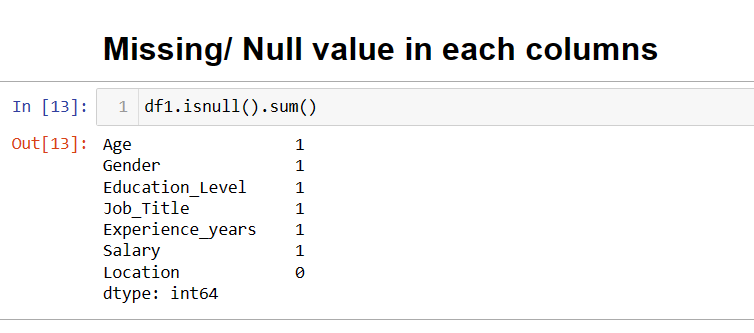 Missing/ Null value in each columns
In [13]: 1 df1.isnull().sum()
Out[13]: Age 1
Gender 1
Education_Level 1
Job_Title 1
Experience_years 1
Salary 1
Location 0
dtype: int64